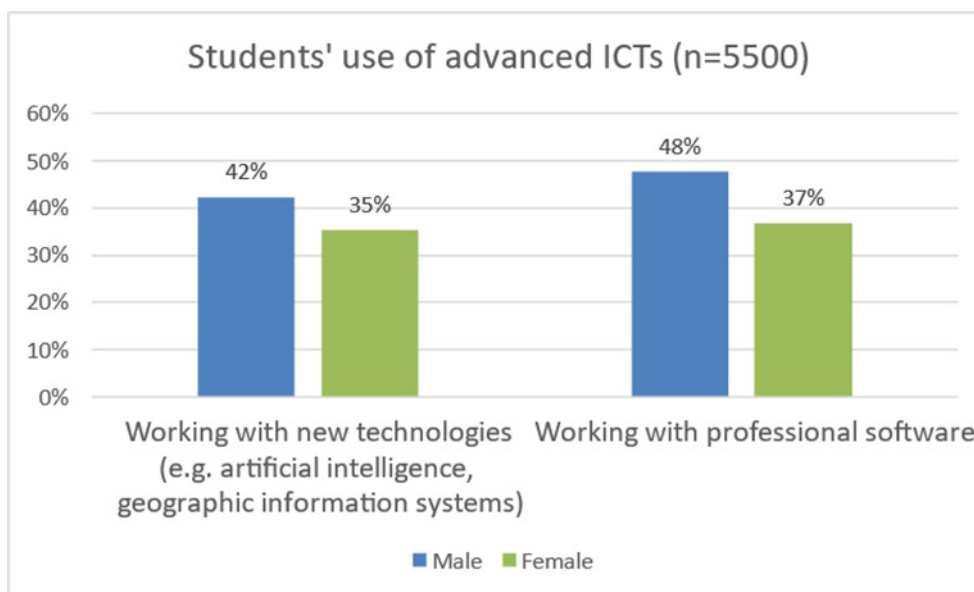 Students' use of advanced ICTs (n=5500)
60%
50%
40%
30%
20%
10%
0%
42%
35%
48%
37%
Working with new technologies
(e.g. artificial intelligence,
geographic information systems)
Working with professional software
Male Female